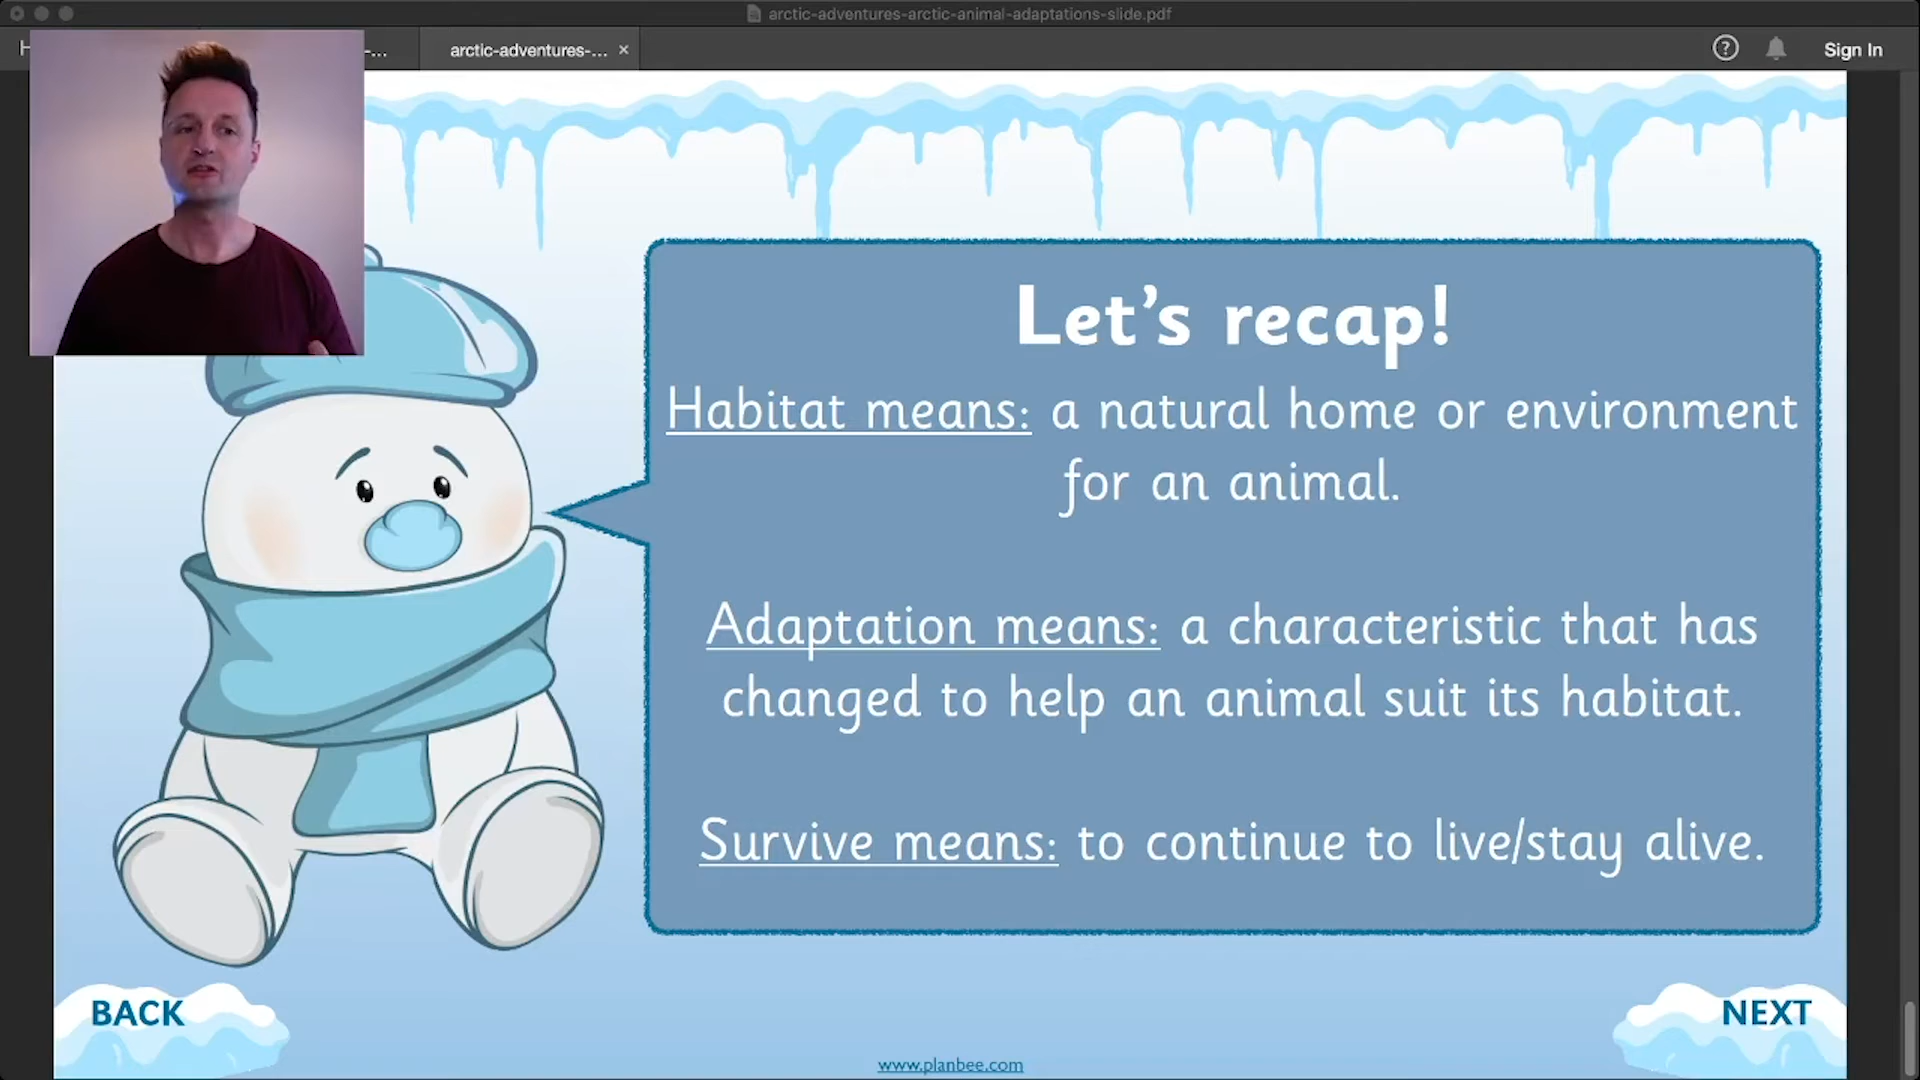 arctic-adventures-arctic-animal-adaptations-slide.pdf
H
-...
arctic-adventures-... ×
? Sign In
Let's recap!
Habitat means: a natural home or environment
for an animal.
Adaptation means: a characteristic that has
changed to help an animal suit its habitat.
Survive means: to continue to live/stay alive.
BACK
NEXT
www.planbee.com